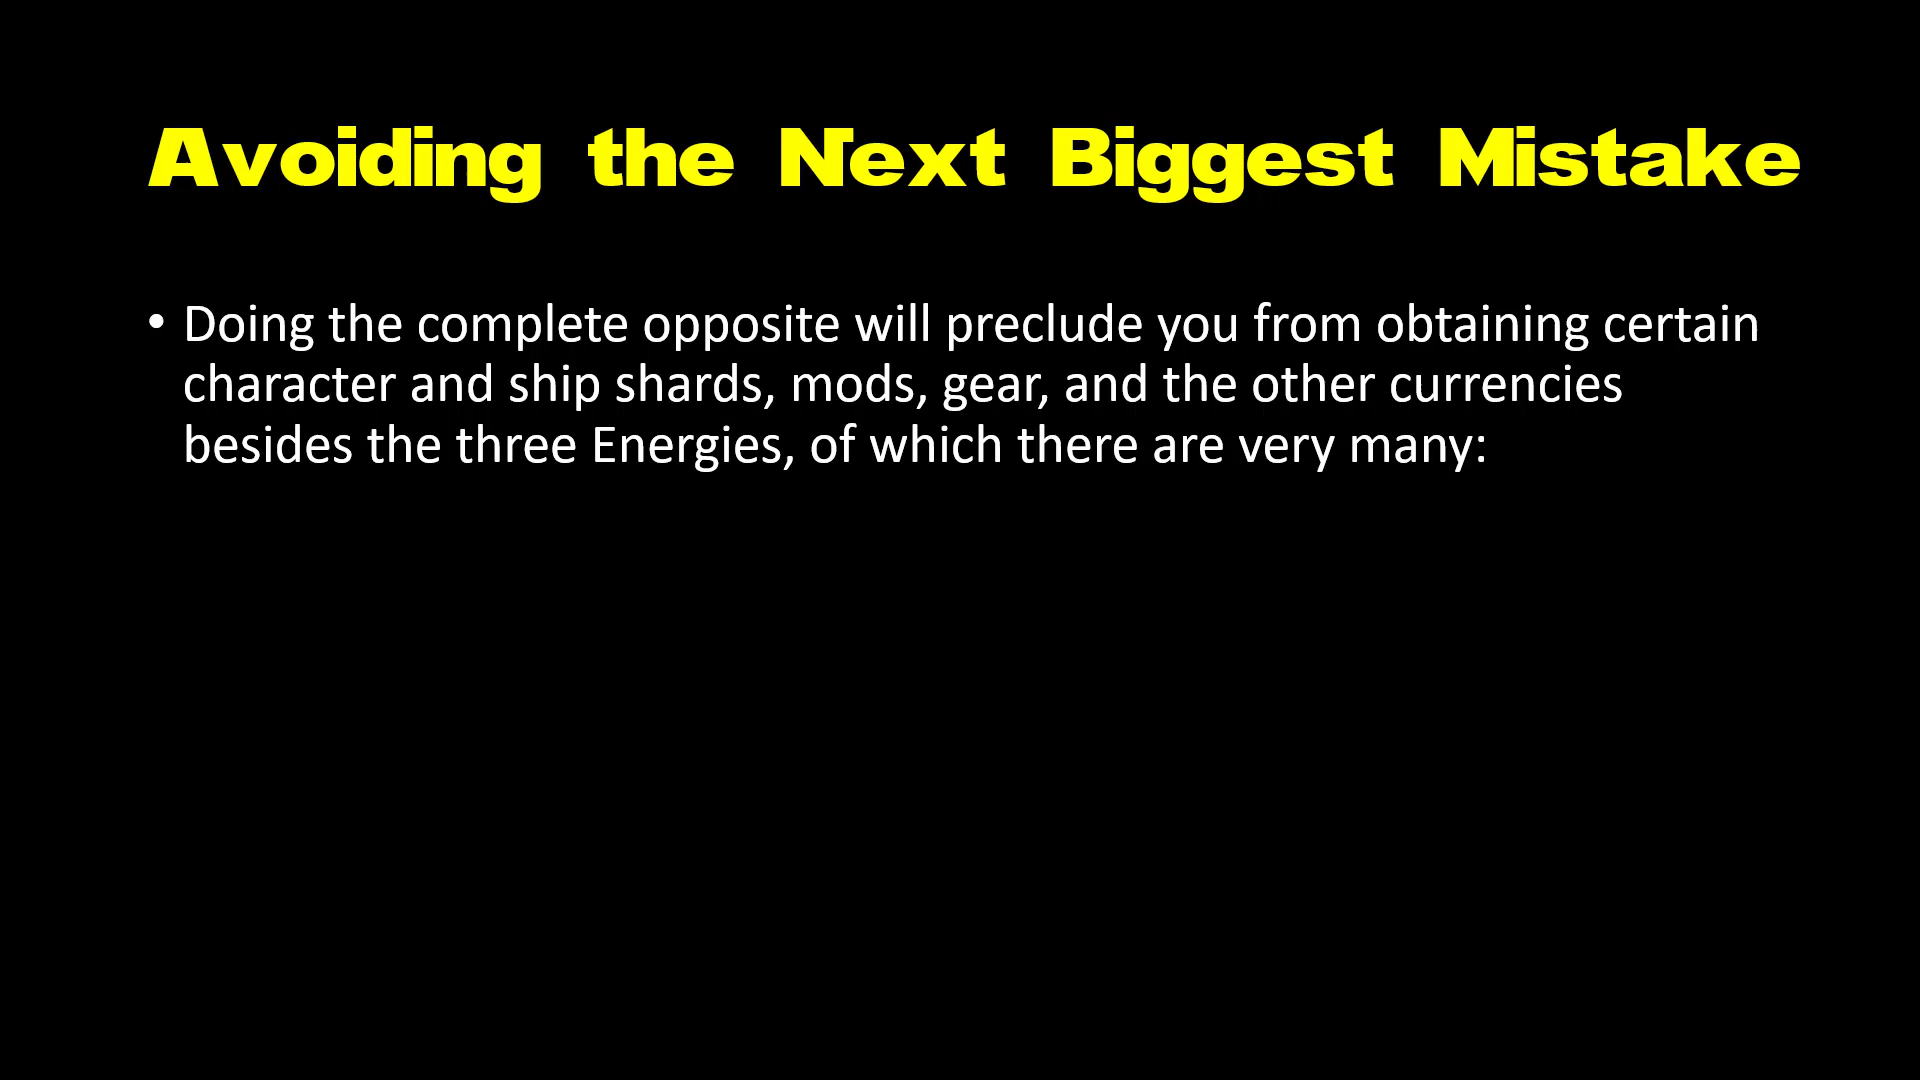 Avoiding the Next Biggest Mistake
• Doing the complete opposite will preclude you from obtaining certain
character and ship shards, mods, gear, and the other currencies
besides the three Energies, of which there are very many: